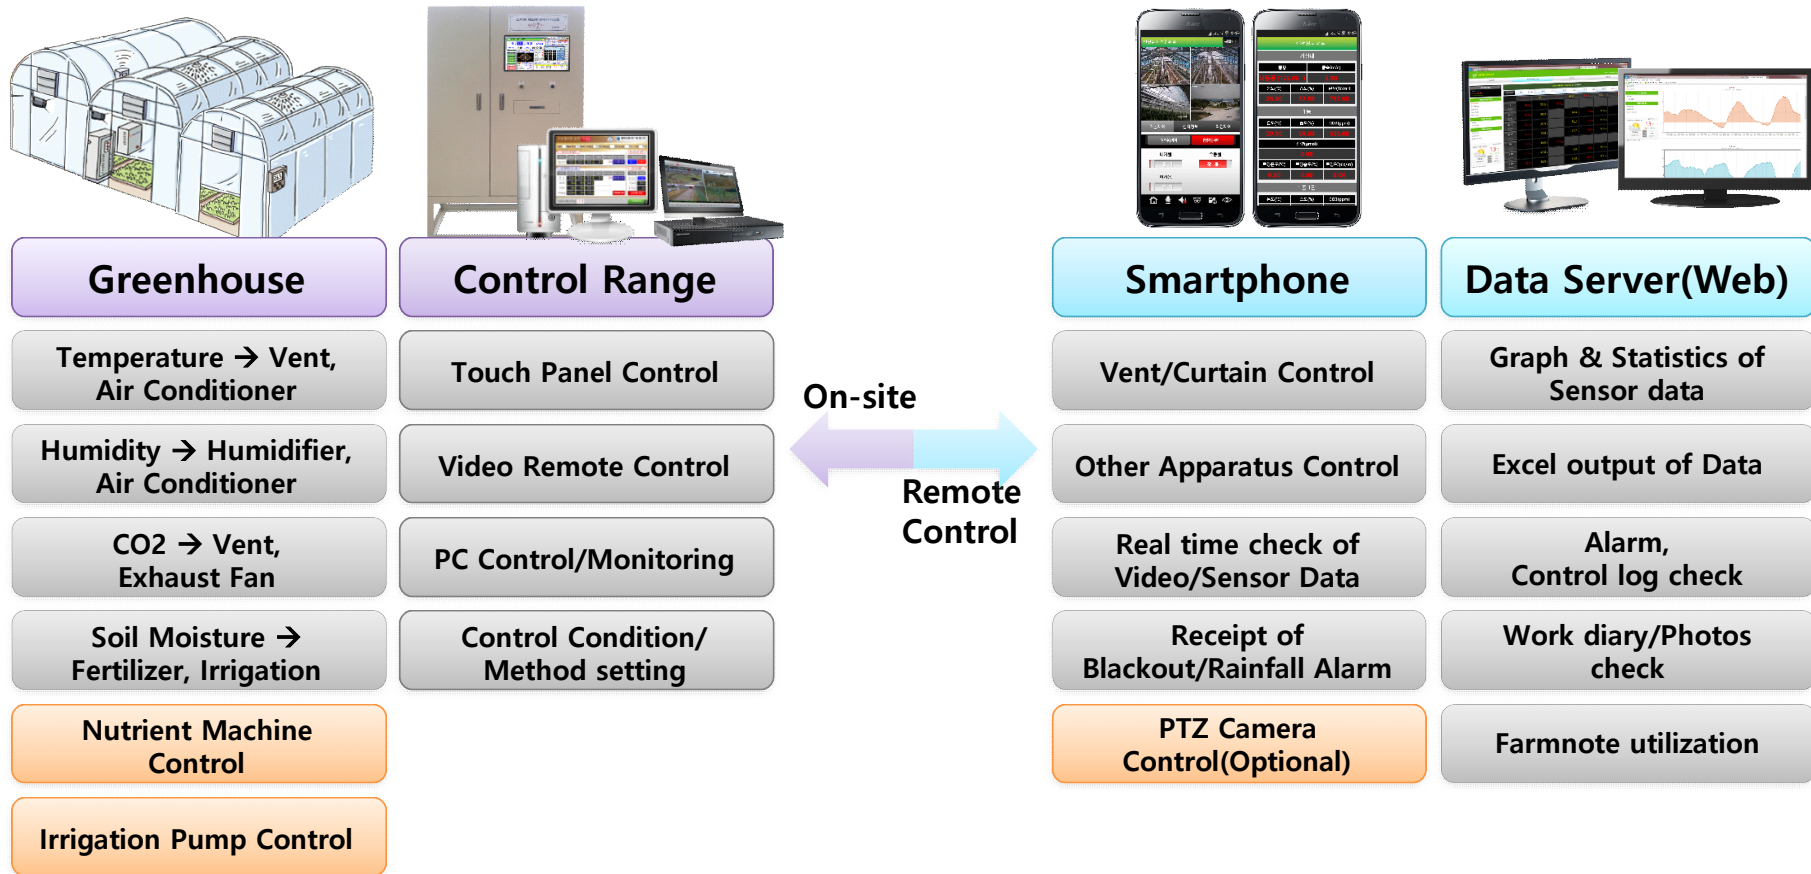 Greenhouse
Temperature → Vent,
Air Conditioner
Humidity → Humidifier,
Air Conditioner
CO2 → Vent,
Exhaust Fan
Soil Moisture →
Fertilizer, Irrigation
Nutrient Machine
Control
Irrigation Pump Control
Control Range
Touch Panel Control
Video Remote Control
PC Control/Monitoring
Control Condition/
Method setting
On-site
Remote
Control
Smartphone
Vent/Curtain Control
Other Apparatus Control
Real time check of
Video/Sensor Data
Receipt of
Blackout/Rainfall Alarm
PTZ Camera
Control(Optional)
Data Server(Web)
Graph & Statistics of
Sensor data
Excel output of Data
Alarm,
Control log check
Work diary/Photos
check
Farmnote utilization